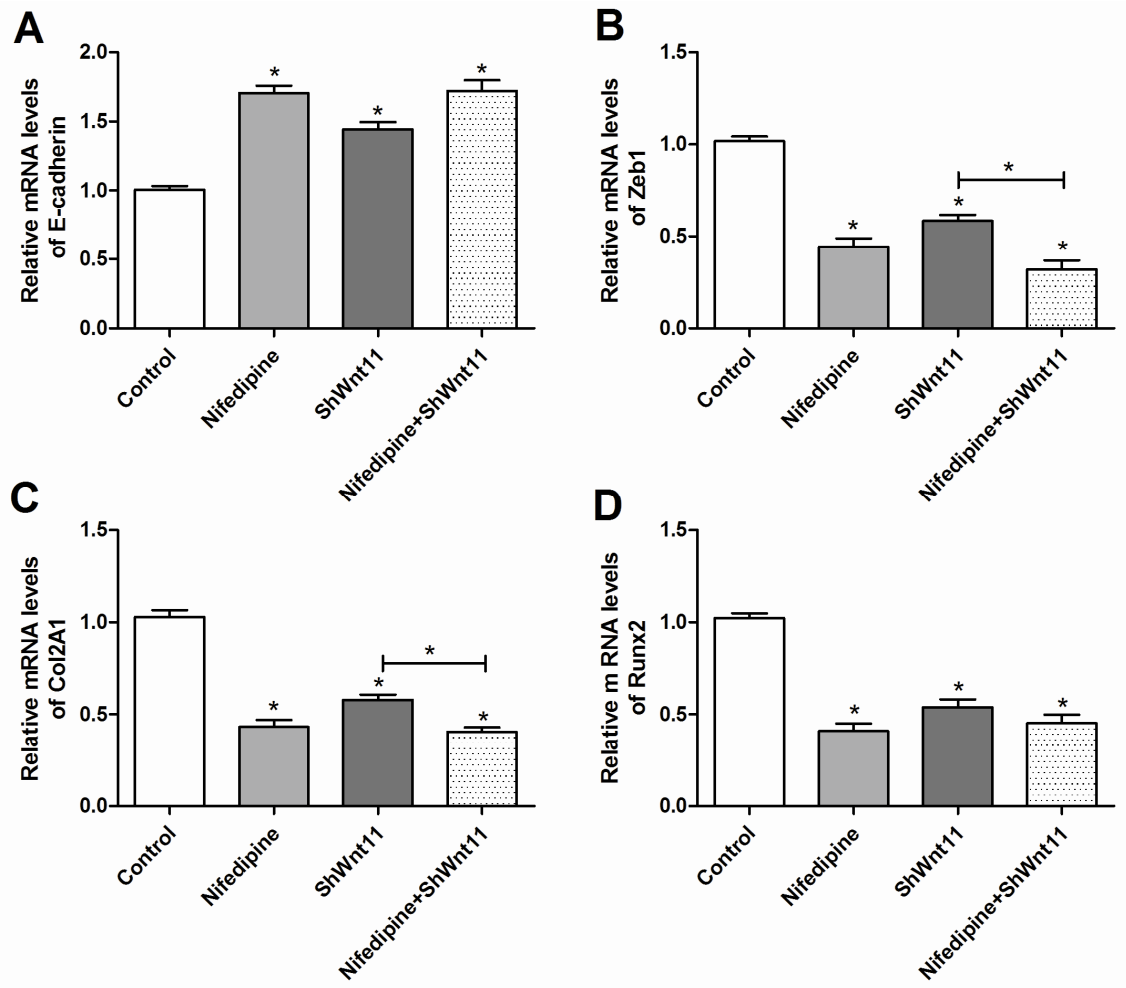 A
Relative mRNA levels
of E-cadherin
2.0
1.5
1.0
0.5
0.0
*
*
*
Control
Nifedipine
ShWnt11
Nifedipine+ShWnt11
B
Relative mRNA levels
of Zeb1
1.5
1.0
0.5
0.0
*
*
*
*
Control
Nifedipine
ShWnt11
Nifedipine+ShWnt11
C
Relative mRNA levels
of Col2A1
1.5
1.0
0.5
0.0
*
*
*
*
Control
Nifedipine
ShWnt11
Nifedipine+ShWnt11
D
Relative m RNA levels
of Runx2
1.5
1.0
0.5
0.0
*
*
*
Control
Nifedipine
ShWnt11
Nifedipine+ShWnt11